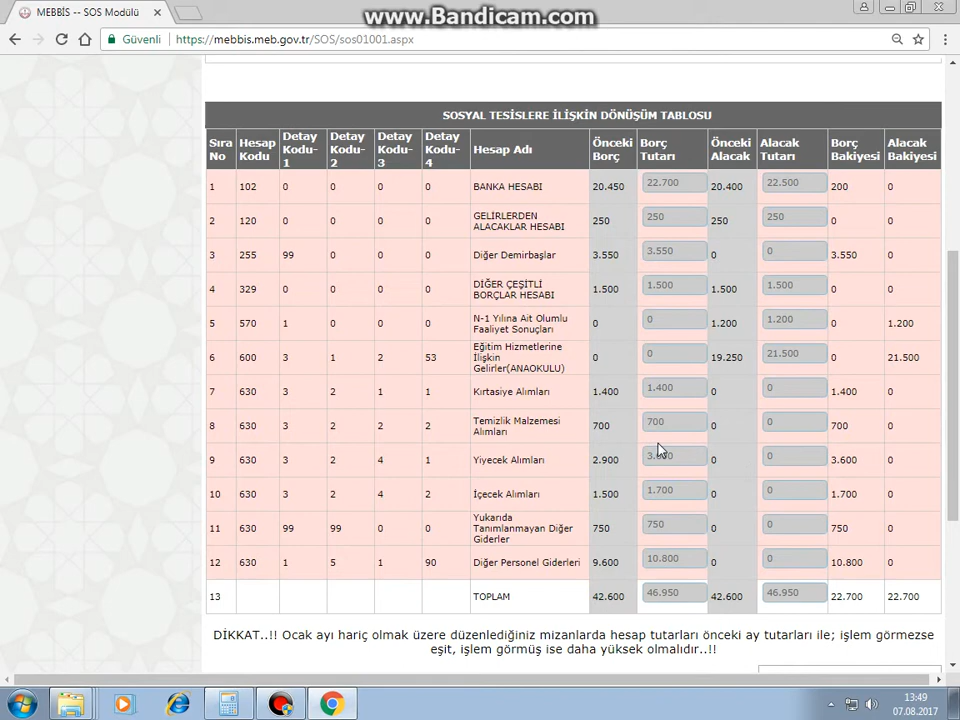 MEBBİS -- SOS Modülü
www.Bandicam.com
Güvenli
https://mebbis.meb.gov.tr/SOS/sos01001.aspx
SOSYAL TESİSLERE İLİŞKİN DÖNÜŞÜM TABLOSU
Sıra No Hesap Kodu Detay Kodu-1 Detay Kodu-2 Detay Kodu-3 Detay Kodu-4 Hesap Adı Önceki Borç Borç Tutarı Önceki Alacak Alacak Tutarı Borç Bakiyesi Alacak Bakiyesi
1 102 0 0 0 0 BANKA HESABI 20.450 22.700 20.400 22.500 200 0
2 120 0 0 0 0 GELİRLERDEN ALACAKLAR HESABI 250 250 250 250 0 0
3 255 99 0 0 0 Diğer Demirbaşlar 3.550 3.550 0 0 3.550 0
4 329 0 0 0 0 DİĞER ÇEŞİTLİ BORÇLAR HESABI 1.500 1.500 1.500 1.500 0 0
5 570 1 0 0 0 N-1 Yılına Ait Olumlu Faaliyet Sonuçları 0 0 1.200 1.200 0 1.200
6 600 3 1 2 53 Eğitim Hizmetlerine İlişkin Gelirler(ANAOKULU) 0 0 19.250 21.500 0 21.500
7 630 3 2 1 1 Kırtasiye Alımları 1.400 1.400 0 0 1.400 0
8 630 3 2 2 2 Temizlik Malzemesi Alımları 700 700 0 0 700 0
9 630 3 2 4 1 Yiyecek Alımları 2.900 0 0 3.600 0
10 630 3 2 4 2 İçecek Alımları 1.500 1.700 0 0 1.700 0
11 630 99 99 0 0 Yukarıda Tanımlanmayan Diğer Giderler 750 750 0 0 750 0
12 630 1 5 1 90 Diğer Personel Giderleri 9.600 10.800 0 0 10.800 0
13 TOPLAM 42.600 46.950 42.600 46.950 22.700 22.700
DİKKAT..!! Ocak ayı hariç olmak üzere düzenlediğiniz mizanlarda hesap tutarları önceki ay tutarları ile; işlem görmezse
eşit, işlem görmüş ise daha yüksek olmalıdır..!!
13:49
07.08.2017